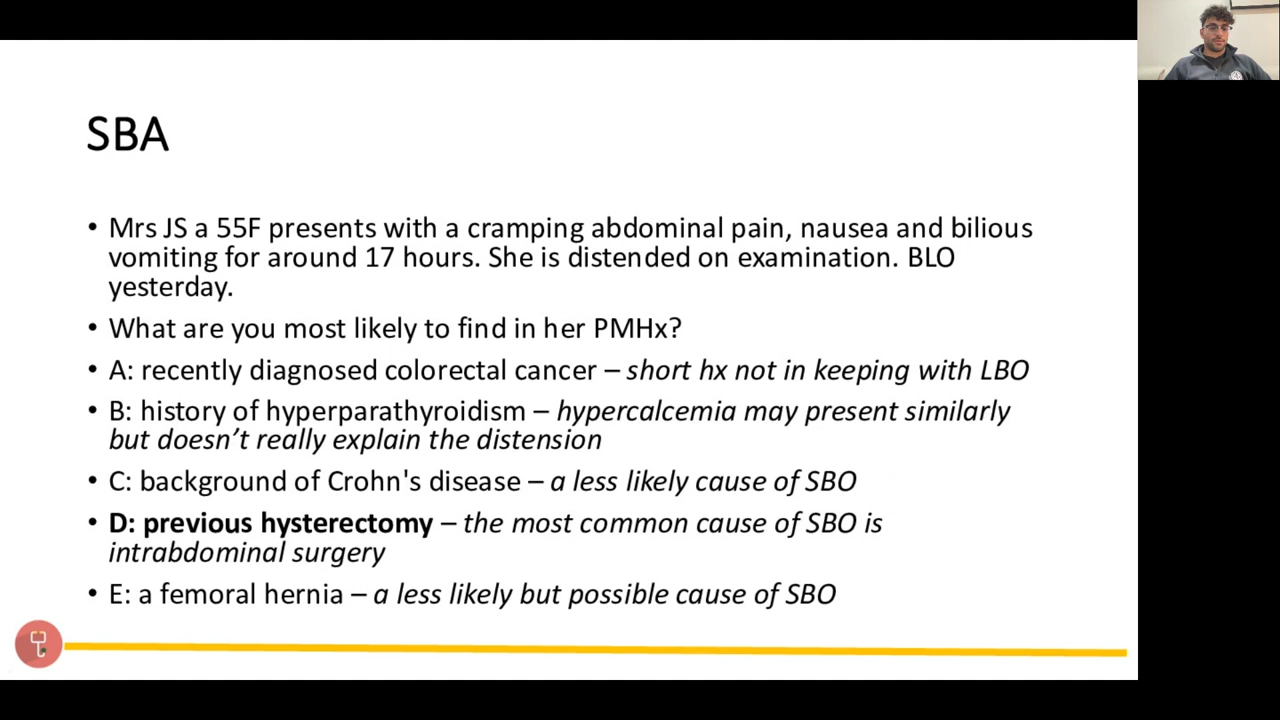 SBA
• Mrs JS a 55F presents with a cramping abdominal pain, nausea and bilious
vomiting for around 17 hours. She is distended on examination. BLO
yesterday.
• What are you most likely to find in her PMHx?
• A: recently diagnosed colorectal cancer – short hx not in keeping with LBO
• B: history of hyperparathyroidism – hypercalcemia may present similarly
but doesn’t really explain the distension
• C: background of Crohn's disease – a less likely cause of SBO
• D: previous hysterectomy – the most common cause of SBO is
intrabdominal surgery
• E: a femoral hernia – a less likely but possible cause of SBO